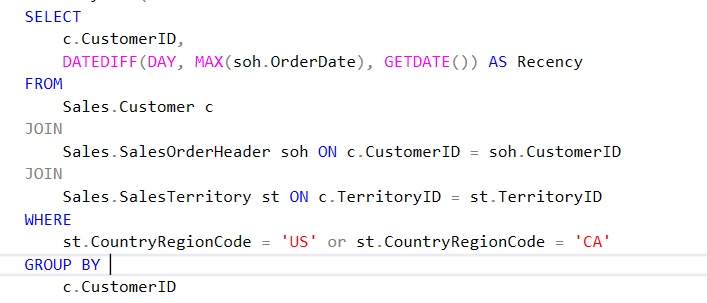 SELECT
c.CustomerID,
DATEDIFF(DAY, MAX(soh.OrderDate), GETDATE()) AS Recency
FROM
Sales.Customer c
JOIN
Sales.SalesOrderHeader soh ON c.CustomerID = soh.CustomerID
JOIN
Sales.SalesTerritory st ON c.TerritoryID = st.TerritoryID
WHERE
st.CountryRegionCode = 'US' or st.CountryRegionCode = 'CA'
GROUP BY
c.CustomerID